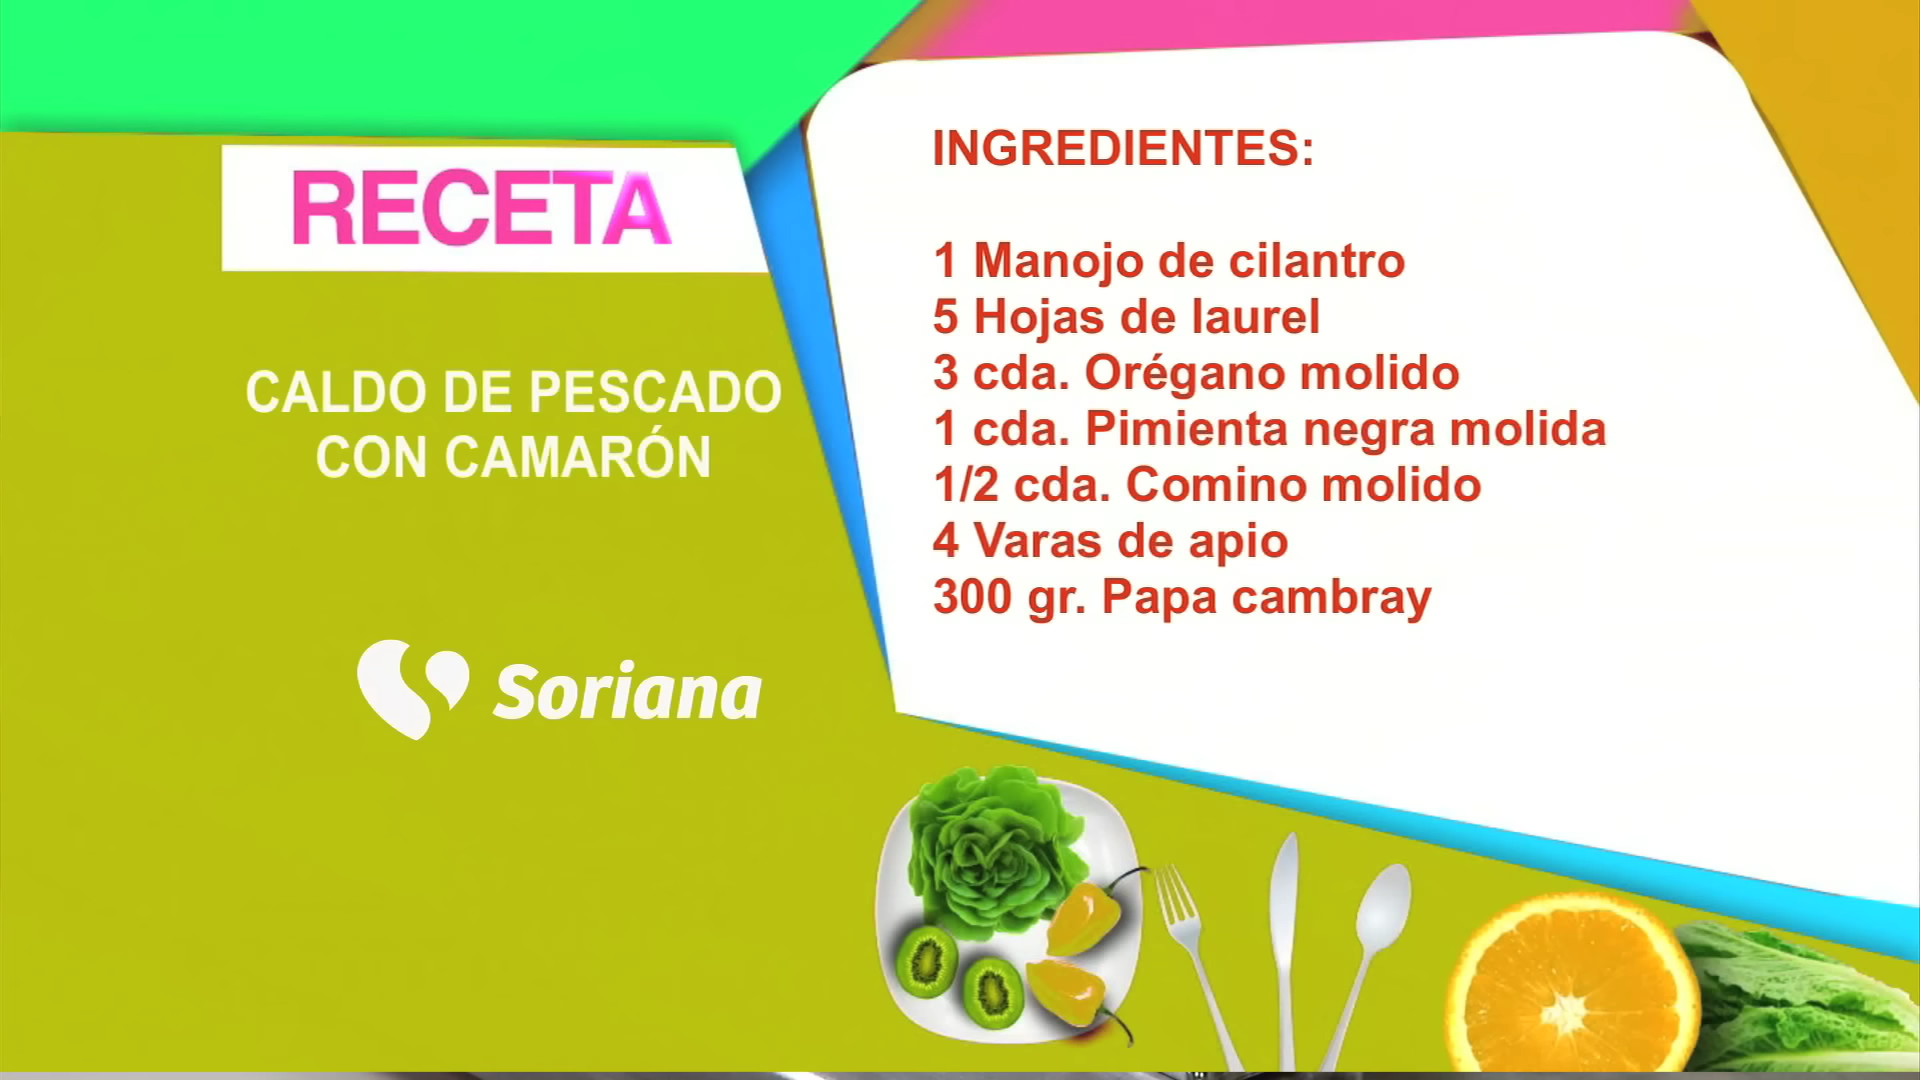 RECETA
CALDO DE PESCADO
CON CAMARÓN
Soriana
INGREDIENTES:
1 Manojo de cilantro
5 Hojas de laurel
3 cda. Orégano molido
1 cda. Pimienta negra molida
1/2 cda. Comino molido
4 Varas de apio
300 gr. Papa cambray